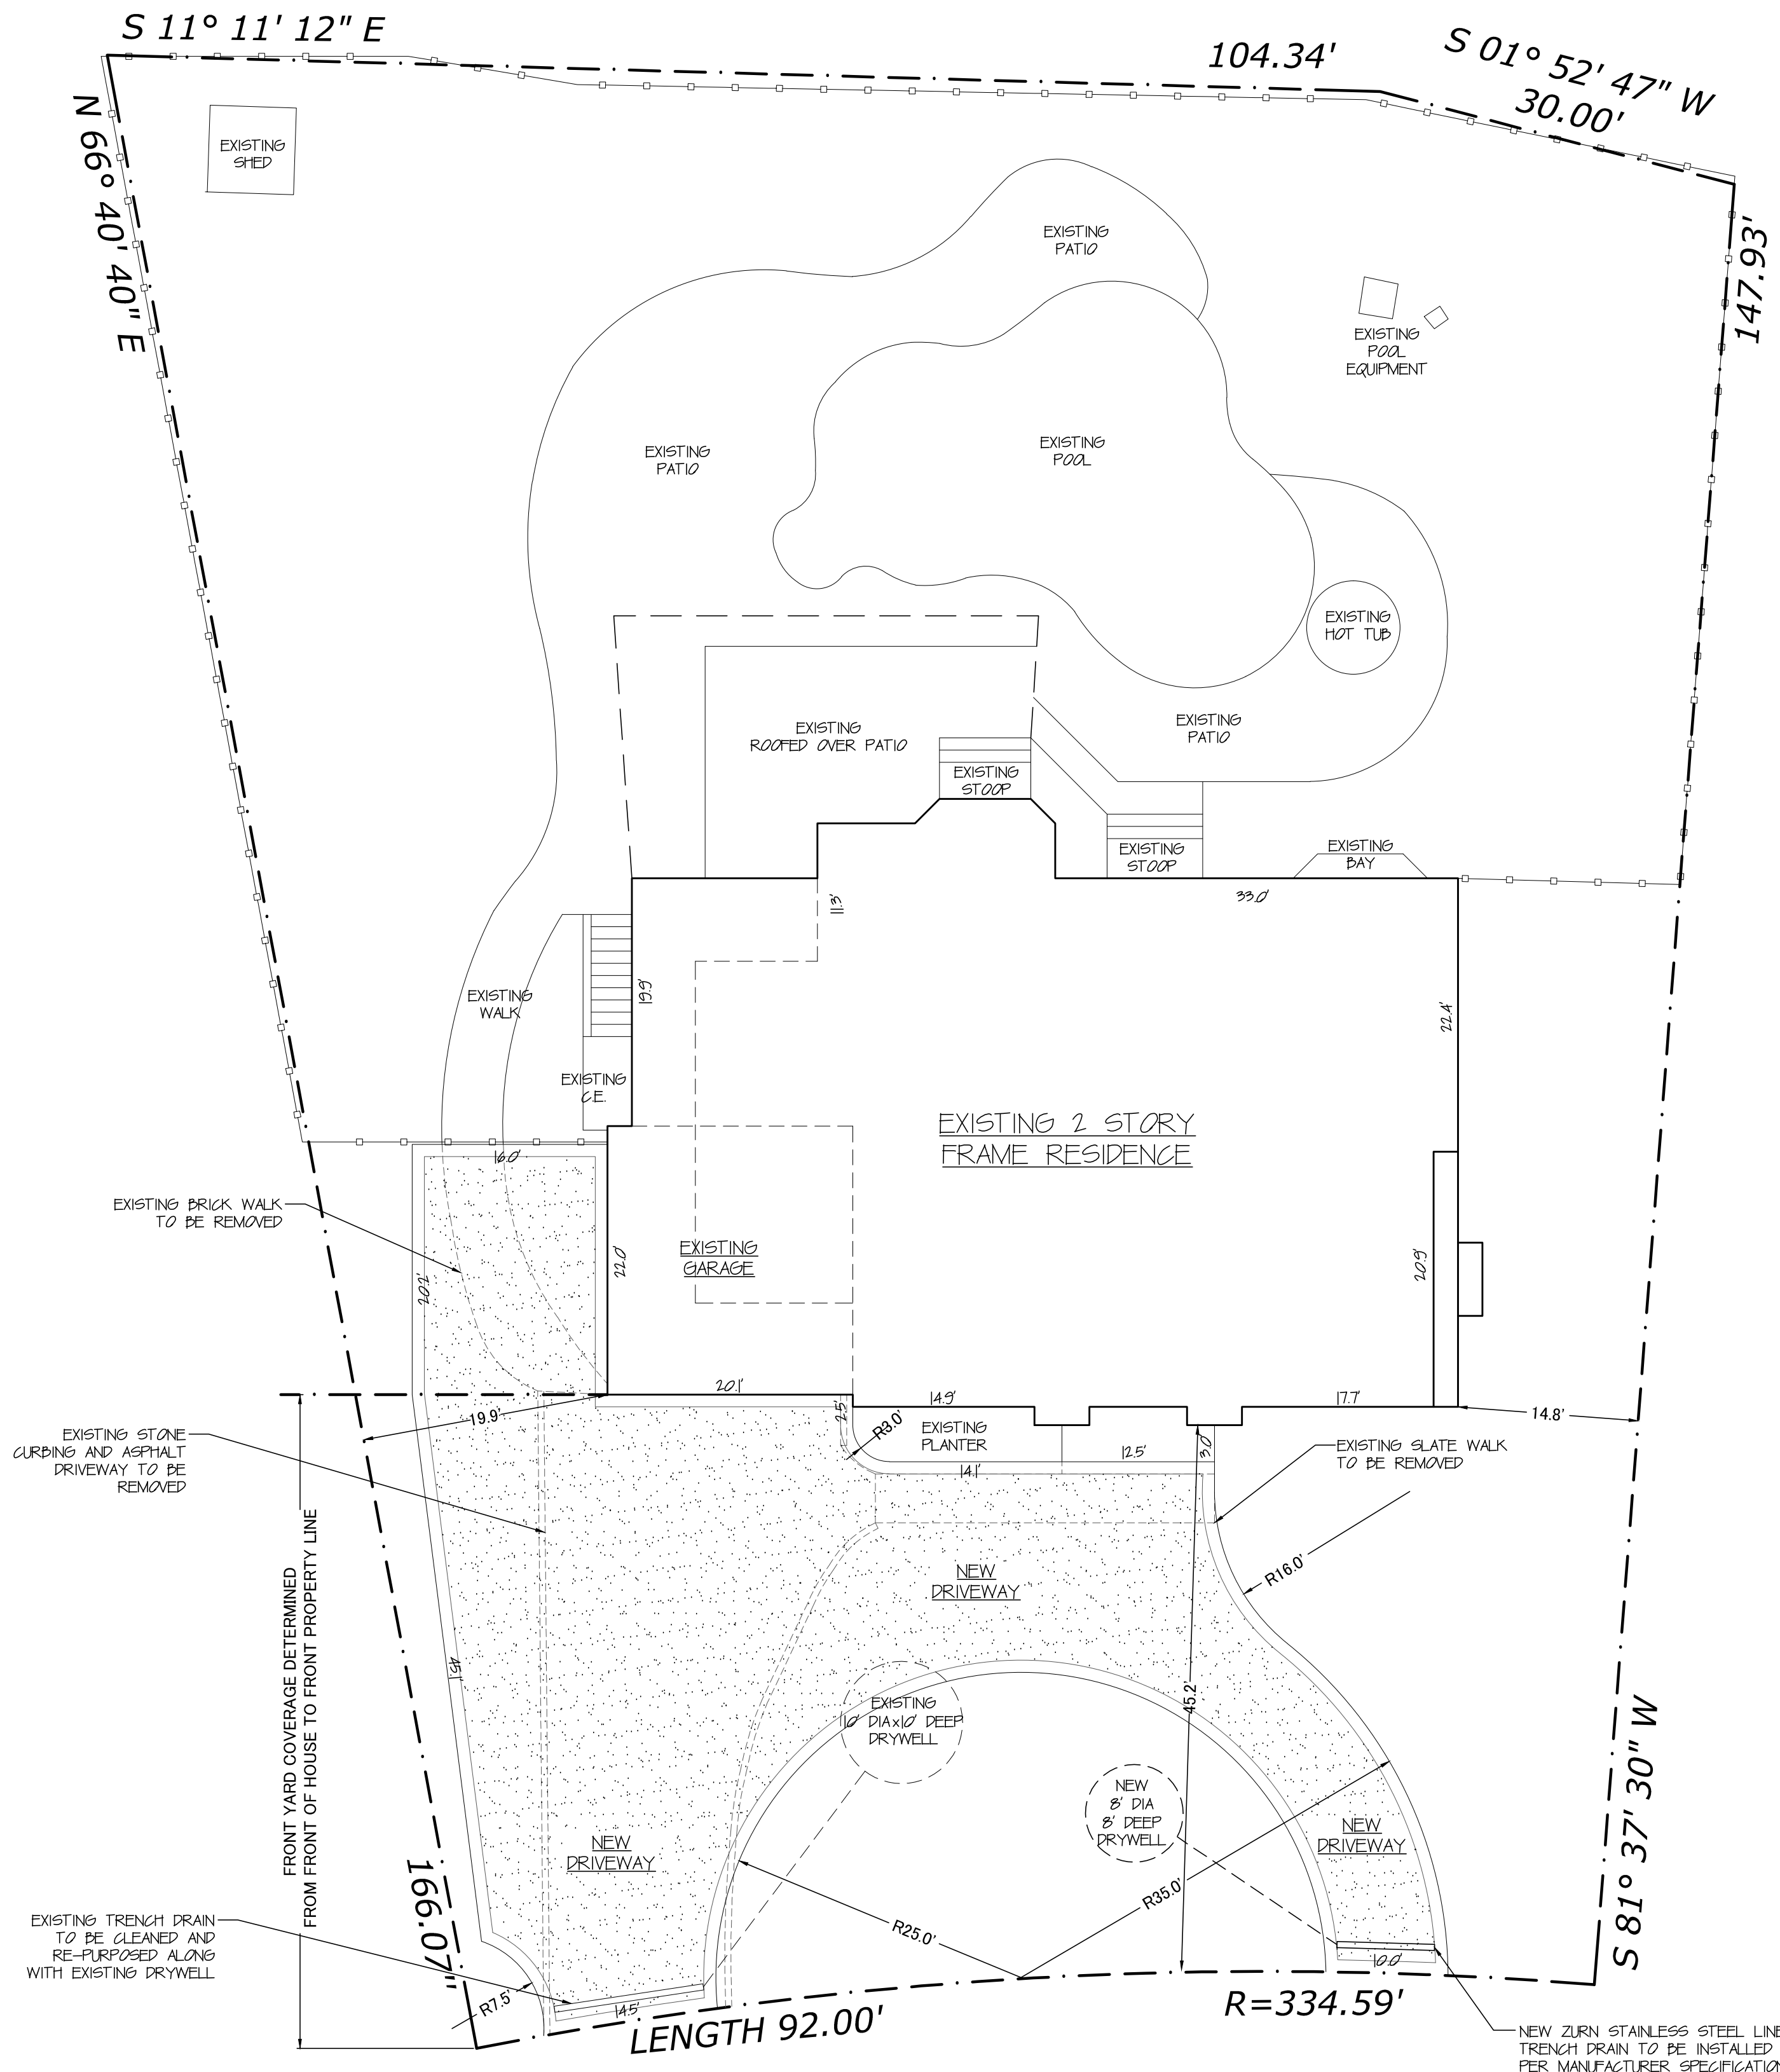 S 11° 11' 12" E
104.34'
S 01° 52' 47" W
30.00'
N 66° 40' 40" E
147.93'
EXISTING
SHED
EXISTING
PATIO
EXISTING
POOL
EQUIPMENT
EXISTING
PATIO
EXISTING
POOL
EXISTING
HOT TUB
EXISTING
ROOFED OVER PATIO
EXISTING
PATIO
EXISTING
STOOP
EXISTING
STOOP
EXISTING
BAY
11.3'
33.0'
EXISTING
WALK
19.9'
22.4'
EXISTING
C.E.
EXISTING 2 STORY
FRAME RESIDENCE
16.0'
EXISTING BRICK WALK
TO BE REMOVED
20.2'
22.0'
EXISTING
GARAGE
20.9'
20.1'
14.9'
17.7'
19.9'
2.5'
R3.0'
EXISTING
PLANTER
14.1'
12.5'
3.0'
14.8'
EXISTING STONE
CURBING AND ASPHALT
DRIVEWAY TO BE
REMOVED
EXISTING SLATE WALK
TO BE REMOVED
NEW
DRIVEWAY
R16.0'
FRONT YARD COVERAGE DETERMINED
FROM FRONT OF HOUSE TO FRONT PROPERTY LINE
45.1'
45.2'
EXISTING
10' DIAx10' DEEP
DRYWELL
NEW
8' DIA
8' DEEP
DRYWELL
NEW
DRIVEWAY
NEW
DRIVEWAY
S 81° 37' 30" W
166.07"
R35.0'
R25.0'
EXISTING TRENCH DRAIN
TO BE CLEANED AND
RE-PURPOSED ALONG
WITH EXISTING DRYWELL
R7.5'
14.5'
10.0'
LENGTH 92.00'
R=334.59'
NEW ZURN STAINLESS STEEL LINE
TRENCH DRAIN TO BE INSTALLED
PER MANUFACTURER SPECIFICATION